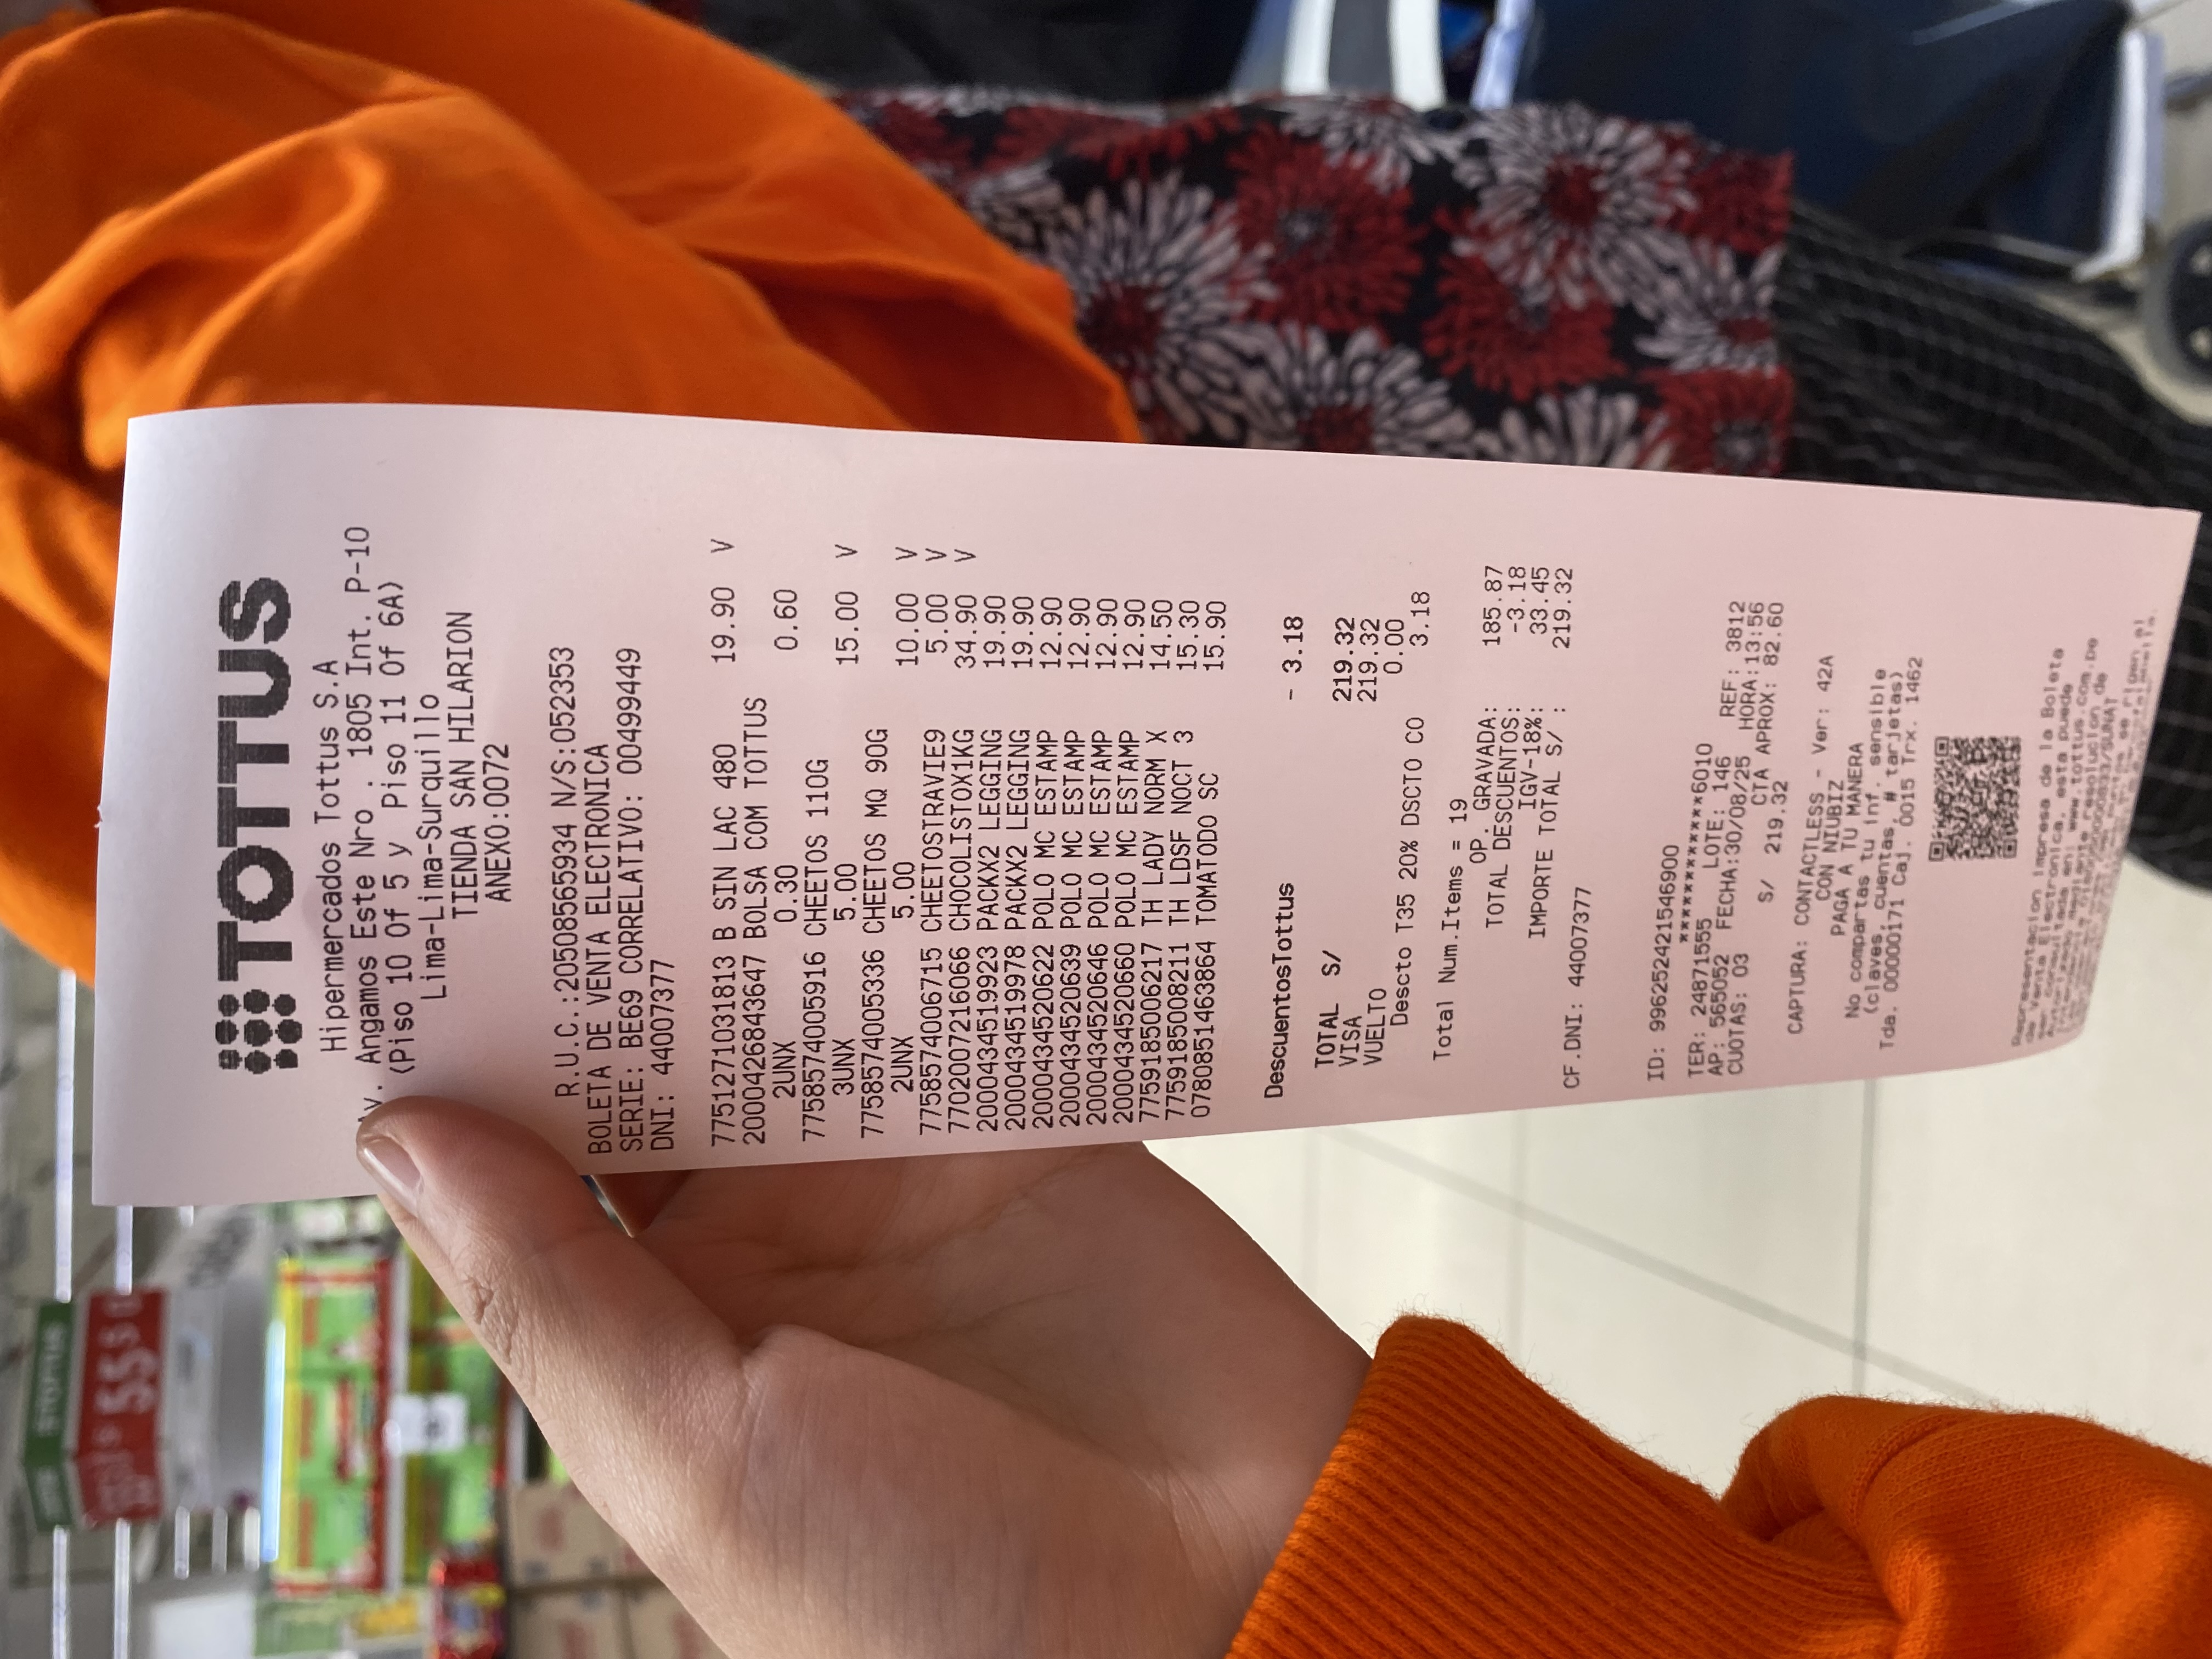 TOTTUS
55
TOTTUS
Hipermercados Tottus S.A
v. Angamos Este Nro . 1805 Int. P-10
(Piso 10 Of 5 y Piso 11 Of 6A)
Lima-Lima-Surquillo
TIENDA SAN HILARION
ANEXO:0072
R.U.C.:20508565934 N/S:052353
BOLETA DE VENTA ELECTRONICA
SERIE: BE69 CORRELATIVO: 00499449
DNI: 44007377
7751271031813 B SIN LAC 480 19.90 V
2000426843647 BOLSA COM TOTTUS
2UNX 0.30 0.60
7758574005916 CHEETOS 110G
3UNX 5.00 15.00 V
7758574005336 CHEETOS MQ 90G
2UNX 5.00 10.00 V
7758574006715 CHEETOSTRAVIE9 5.00 V
7702007216066 CHOCOLISTOX1KG 34.90 V
2000434519923 PACKX2 LEGGING 19.90
2000434519978 PACKX2 LEGGING 19.90
2000434520622 POLO MC ESTAMP 12.90
2000434520639 POLO MC ESTAMP 12.90
2000434520646 POLO MC ESTAMP 12.90
2000434520660 POLO MC ESTAMP 12.90
7759185006217 TH LADY NORM X 14.50
7759185008211 TH LDSF NOCT 3 15.30
0780851463864 TOMATODO SC 15.90
DescuentosTottus - 3.18
TOTAL S/ 219.32
VISA 219.32
VUELTO 0.00
Descto T35 20% DSCTO CO 3.18
Total Num.Items = 19
OP. GRAVADA: 185.87
TOTAL DESCUENTOS: -3.18
IGV-18%: 33.45
IMPORTE TOTAL S/ : 219.32
CF.DNI: 44007377
ID: 996252421546900
************6010
TER: 24871555 LOTE: 146 REF: 3812
AP: 565052 FECHA:30/08/25 HORA:13:56
CUOTAS: 03 CTA APROX: 82.60
S/ 219.32
CAPTURA: CONTACTLESS - Ver: 42A
CON NIUBIZ
PAGA A TU MANERA
No compartas tu inf. sensible
(claves, cuentas, # tarjetas)
Tda. 00000171 Caj. 0015 Trx. 1462
Representacion impresa de la Boleta
de Venta Electronica, esta puede
ser consultada en: www.tottus.com.pe
Autorizado mediante resolucion de